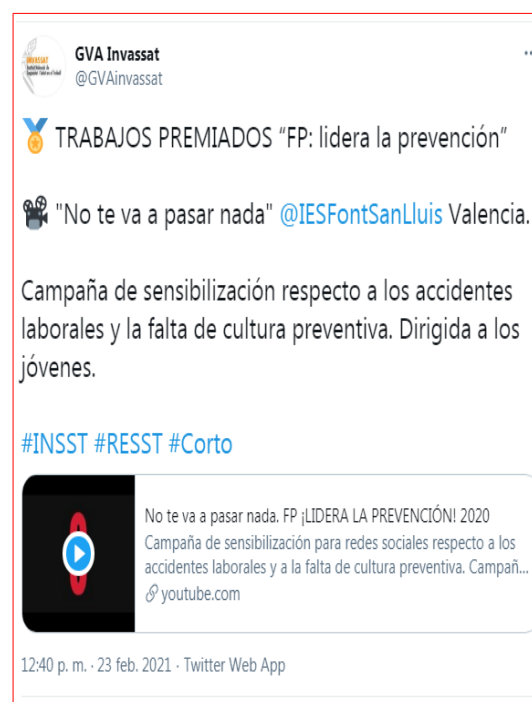 GVA Invassat
@GVAinvassat
TRABAJOS PREMIADOS “FP: lidera la prevención”
"No te va a pasar nada" @IESFontSanLluis Valencia.
Campaña de sensibilización respecto a los accidentes
laborales y la falta de cultura preventiva. Dirigida a los
jóvenes.
#INSST #RESST #Corto
No te va a pasar nada. FP ¡LIDERA LA PREVENCIÓN! 2020
Campaña de sensibilización para redes sociales respecto a los
accidentes laborales y a la falta de cultura preventiva. Campañ...
youtube.com
12:40 p. m. · 23 feb. 2021 · Twitter Web App